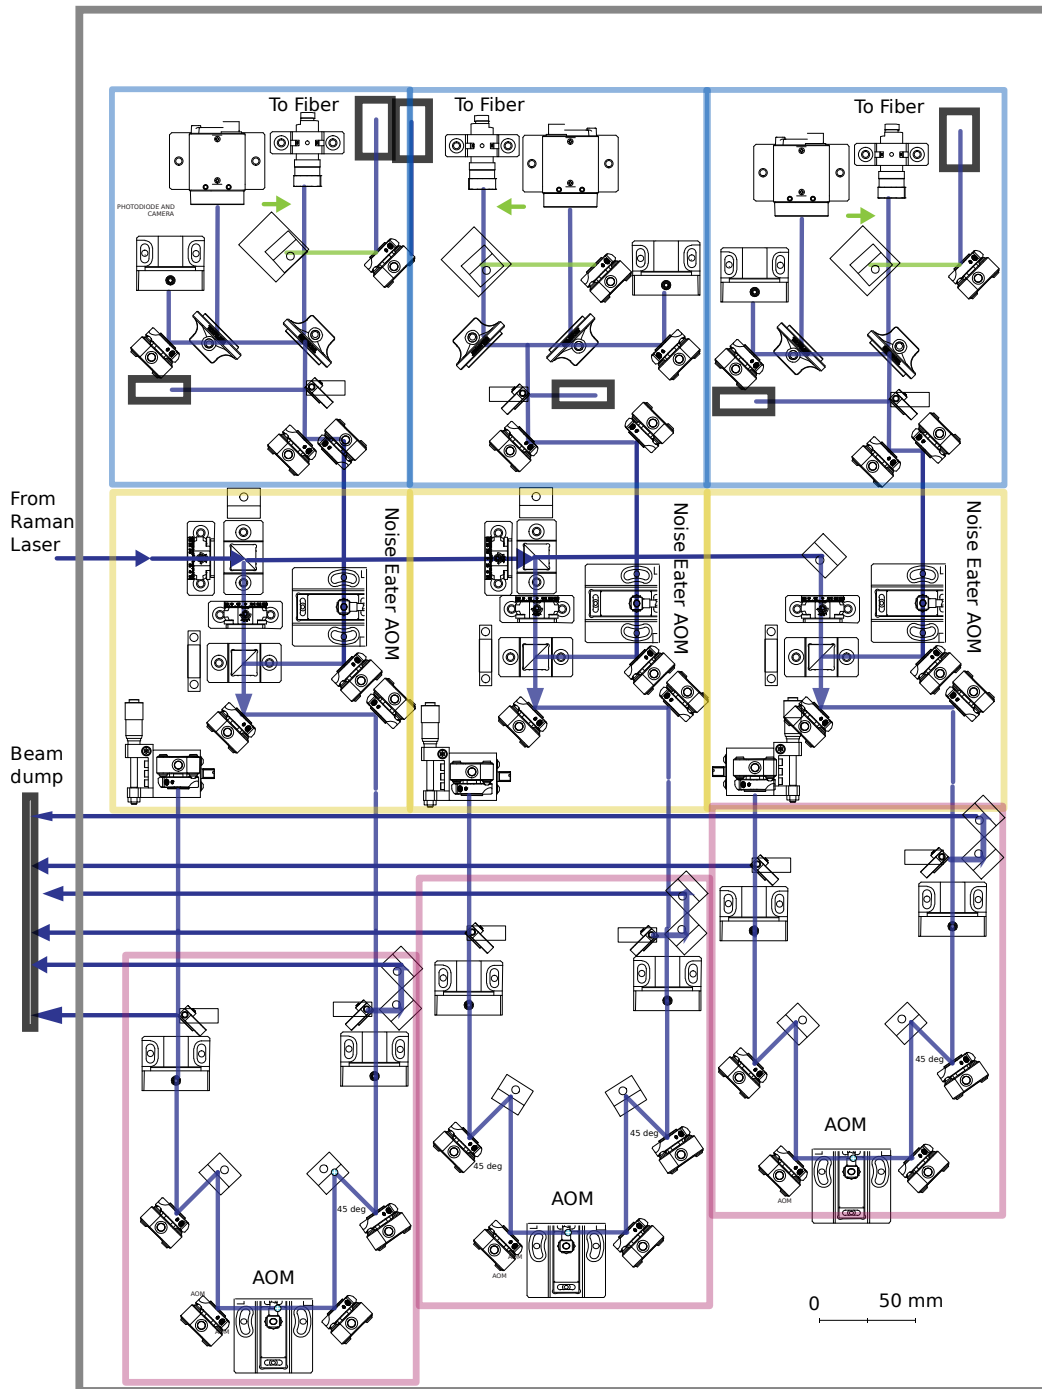 To Fiber
To Fiber
To Fiber
PHOTODIODE AND
CAMERA
From
Raman
Laser
Noise Eater AOM
Noise Eater AOM
Noise Eater AOM
Beam
dump
45 deg
45 deg
45 deg
45 deg
AOM
AOM
AOM
AOM
AOM
AOM
AOM
AOM
0
50 mm